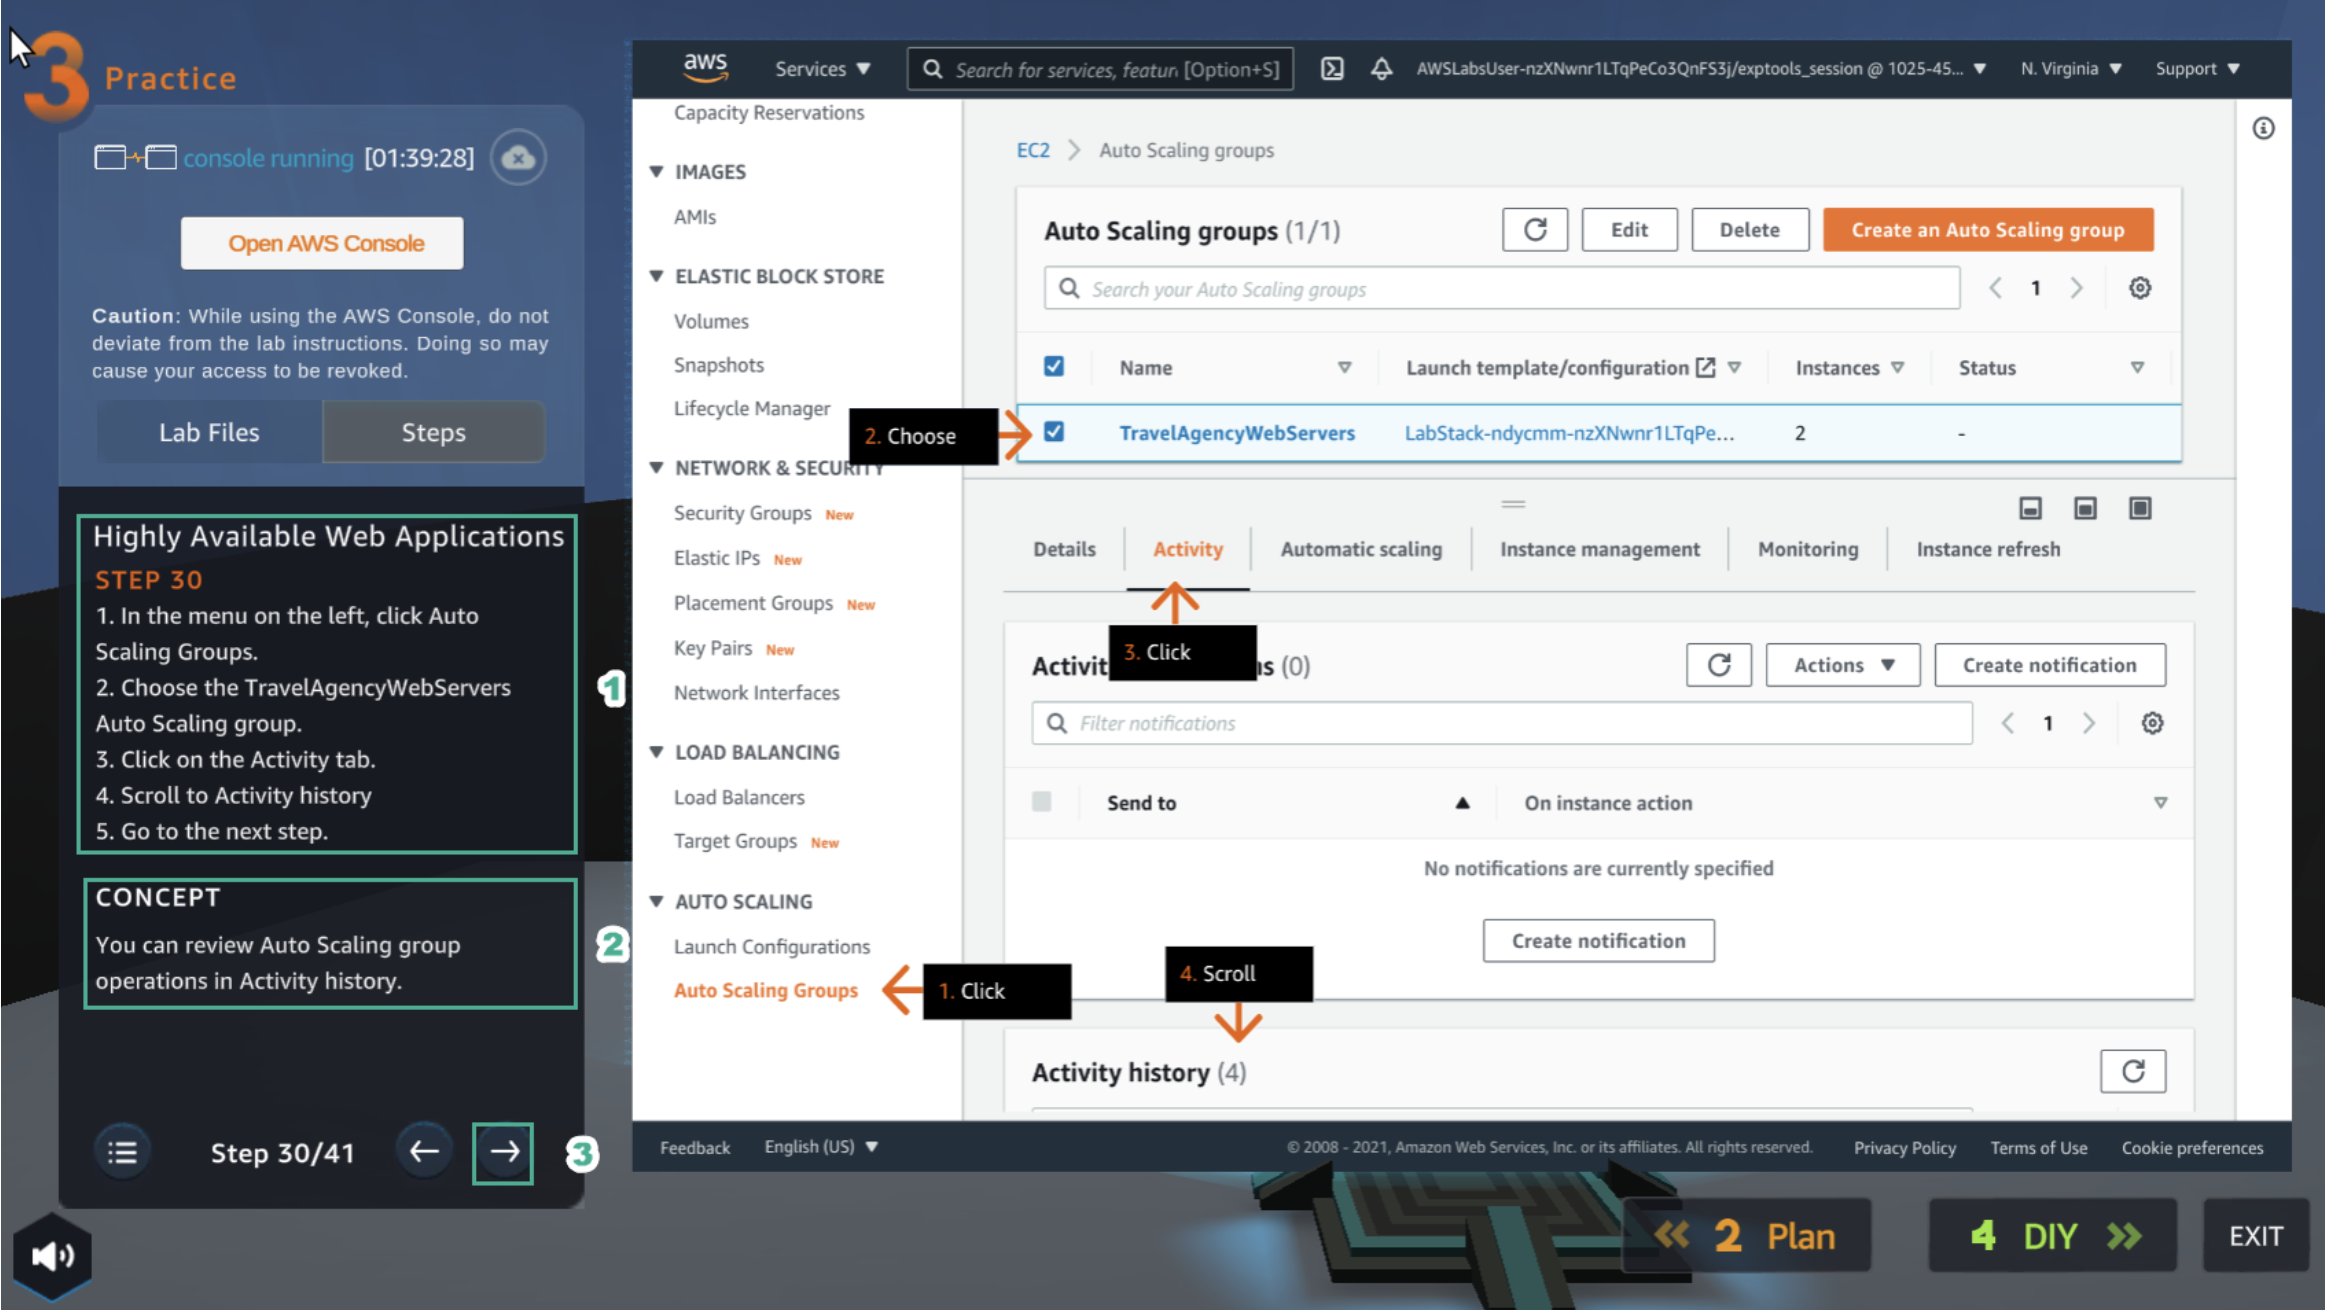 3 Practice
console running [01:39:28]
Open AWS Console
Caution: While using the AWS Console, do not
deviate from the lab instructions. Doing so may
cause your access to be revoked.
Lab Files Steps
Highly Available Web Applications
STEP 30
1. In the menu on the left, click Auto
Scaling Groups.
2. Choose the TravelAgencyWebServers
Auto Scaling group.
3. Click on the Activity tab.
4. Scroll to Activity history
5. Go to the next step.
1
CONCEPT
You can review Auto Scaling group
operations in Activity history.
2
Step 30/41
3
aws Services Search for services, featur [Option+S] AWSLabsUser-nzXNwnr1LTqPeCo3QnFS3j/exptools_session @ 1025-45... N. Virginia Support
Capacity Reservations
IMAGES
AMIs
ELASTIC BLOCK STORE
Volumes
Snapshots
Lifecycle Manager
NETWORK & SECURITY
Security Groups New
Elastic IPs New
Placement Groups New
Key Pairs New
Network Interfaces
LOAD BALANCING
Load Balancers
Target Groups New
AUTO SCALING
Launch Configurations
Auto Scaling Groups
1. Click
EC2 > Auto Scaling groups
Auto Scaling groups (1/1) Edit Delete Create an Auto Scaling group
Search your Auto Scaling groups 1
Name Launch template/configuration Instances Status
2. Choose
TravelAgencyWebServers LabStack-ndycmm-nzXNwnr1LTqPe... 2 -
Details Activity Automatic scaling Instance management Monitoring Instance refresh
3. Click
Activit s (0) Actions Create notification
Filter notifications 1
Send to On instance action
No notifications are currently specified
Create notification
4. Scroll
Activity history (4)
Feedback English (US) © 2008 - 2021, Amazon Web Services, Inc. or its affiliates. All rights reserved. Privacy Policy Terms of Use Cookie preferences
2 Plan 4 DIY EXIT